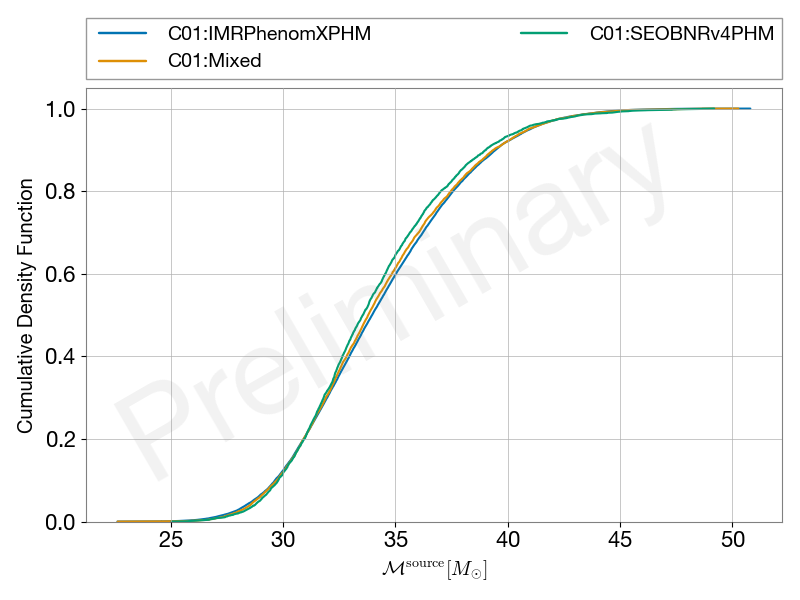 C01:IMRPhenomXPHM
C01:Mixed
C01:SEOBNRv4PHM
Cumulative Density Function
1.0
0.8
0.6
0.4
0.2
0.0
Preliminary
25 30 35 40 45 50
ℳ^source [M_⊙]